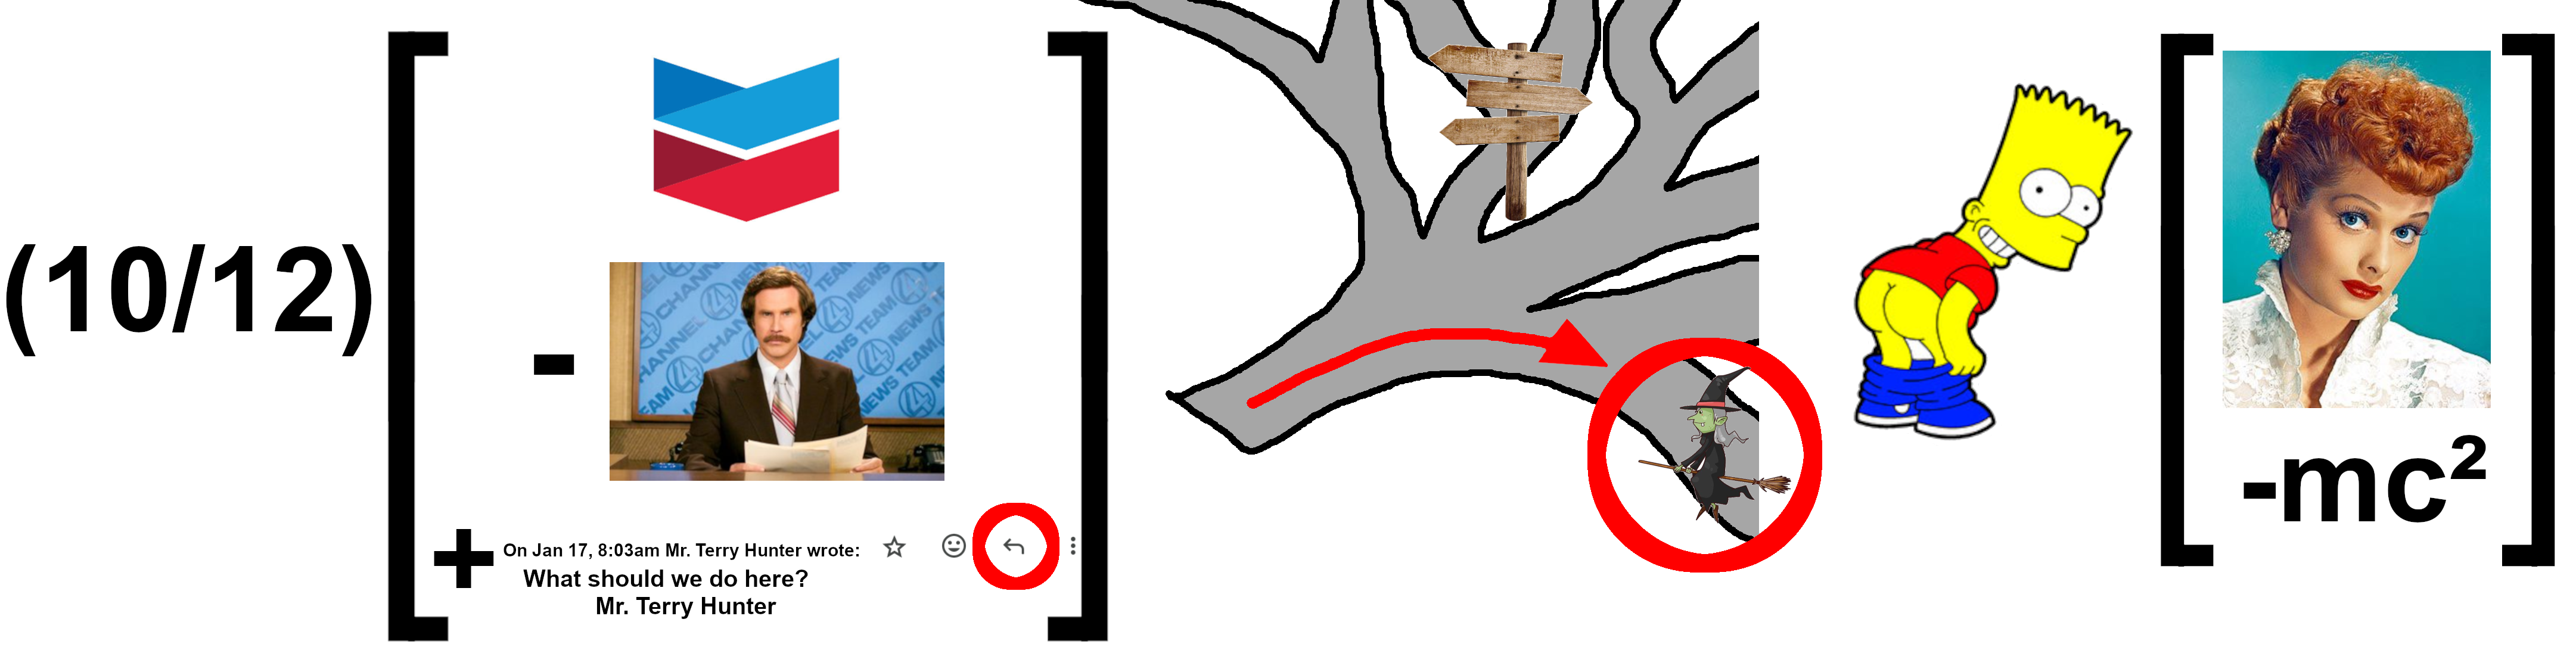 (10/12)
-
CHANNEL 4 NEWS TEAM
+
On Jan 17, 8:03am Mr. Terry Hunter wrote:
What should we do here?
Mr. Terry Hunter
-mc²